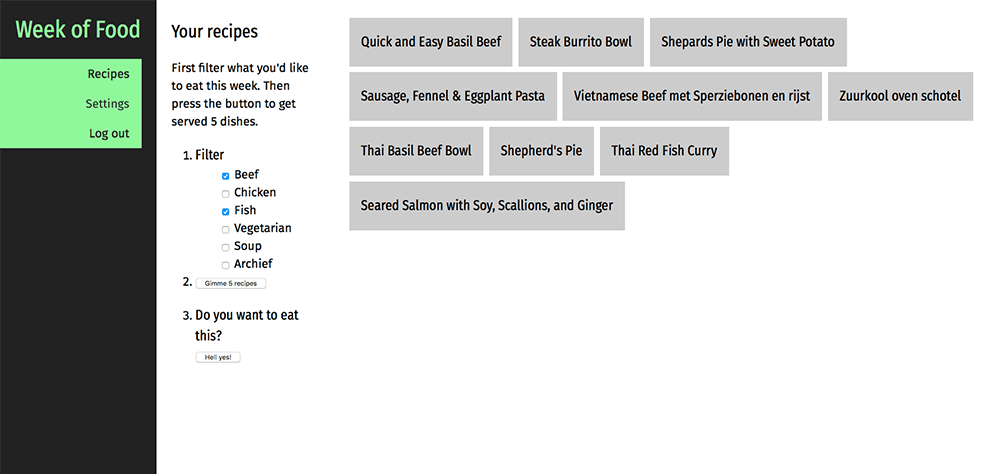 Week of Food
Recipes
Settings
Log out
Your recipes
First filter what you'd like
to eat this week. Then
press the button to get
served 5 dishes.
1. Filter
Beef
Chicken
Fish
Vegetarian
Soup
Archief
2. Gimme 5 recipes
3. Do you want to eat
this?
Hell yes!
Quick and Easy Basil Beef
Steak Burrito Bowl
Shepards Pie with Sweet Potato
Sausage, Fennel & Eggplant Pasta
Vietnamese Beef met Sperziebonen en rijst
Zuurkool oven schotel
Thai Basil Beef Bowl
Shepherd's Pie
Thai Red Fish Curry
Seared Salmon with Soy, Scallions, and Ginger